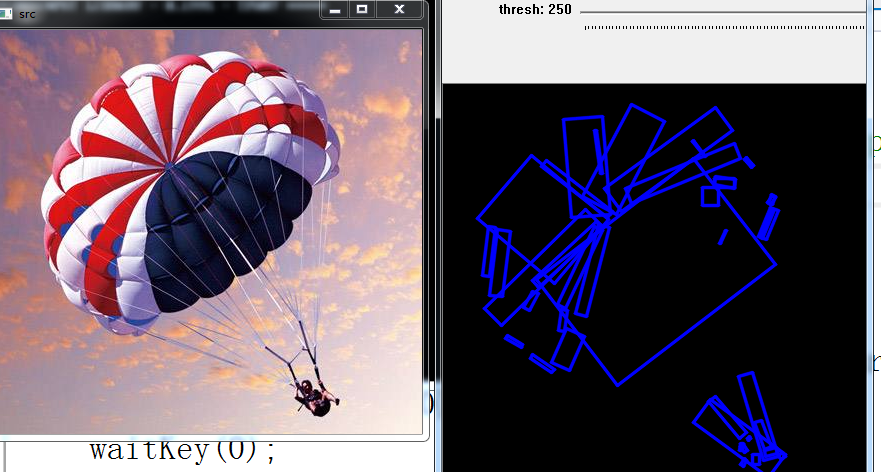 src
thresh: 250
waitKey(0);